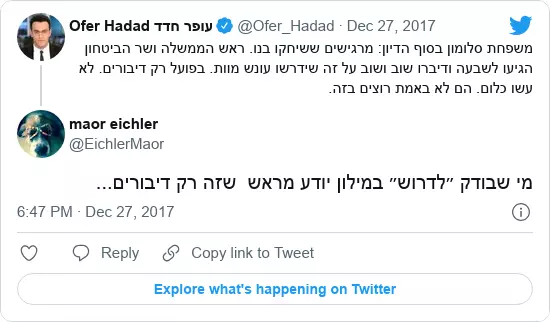 Ofer Hadad עופר חדד @Ofer_Hadad · Dec 27, 2017
משפחת סלומון בסוף הדיון: מרגישים ששיחקו בנו. ראש הממשלה ושר הביטחון
הגיעו לשבעה ודיברו שוב ושוב על זה שידרשו עונש מוות. בפועל רק דיבורים. לא
עשו כלום. הם לא באמת רוצים בזה.
maor eichler
@EichlerMaor
מי שבודק ״לדרוש״ במילון יודע מראש שזה רק דיבורים...
6:47 PM · Dec 27, 2017
Reply Copy link to Tweet
Explore what's happening on Twitter